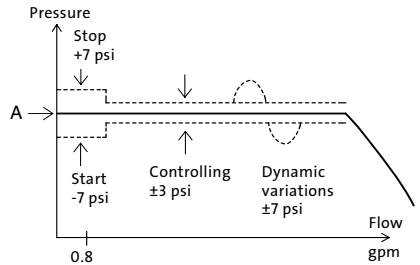 Pressure
Stop
+7 psi
A
Start
-7 psi
Controlling
±3 psi
Dynamic
variations
±7 psi
Flow
gpm
0.8